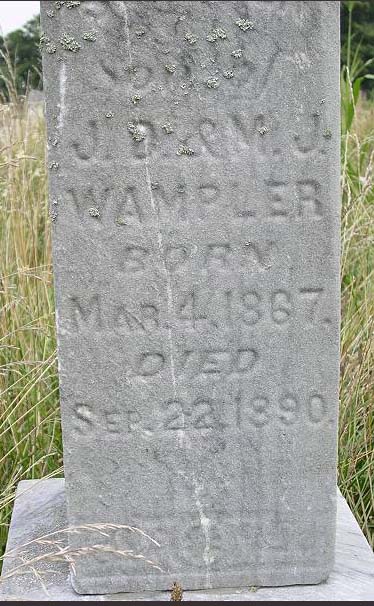 J. D. & M. J.
WAMPLER
BORN
MAR. 4. 1867.
DIED
SEP. 22. 1890.